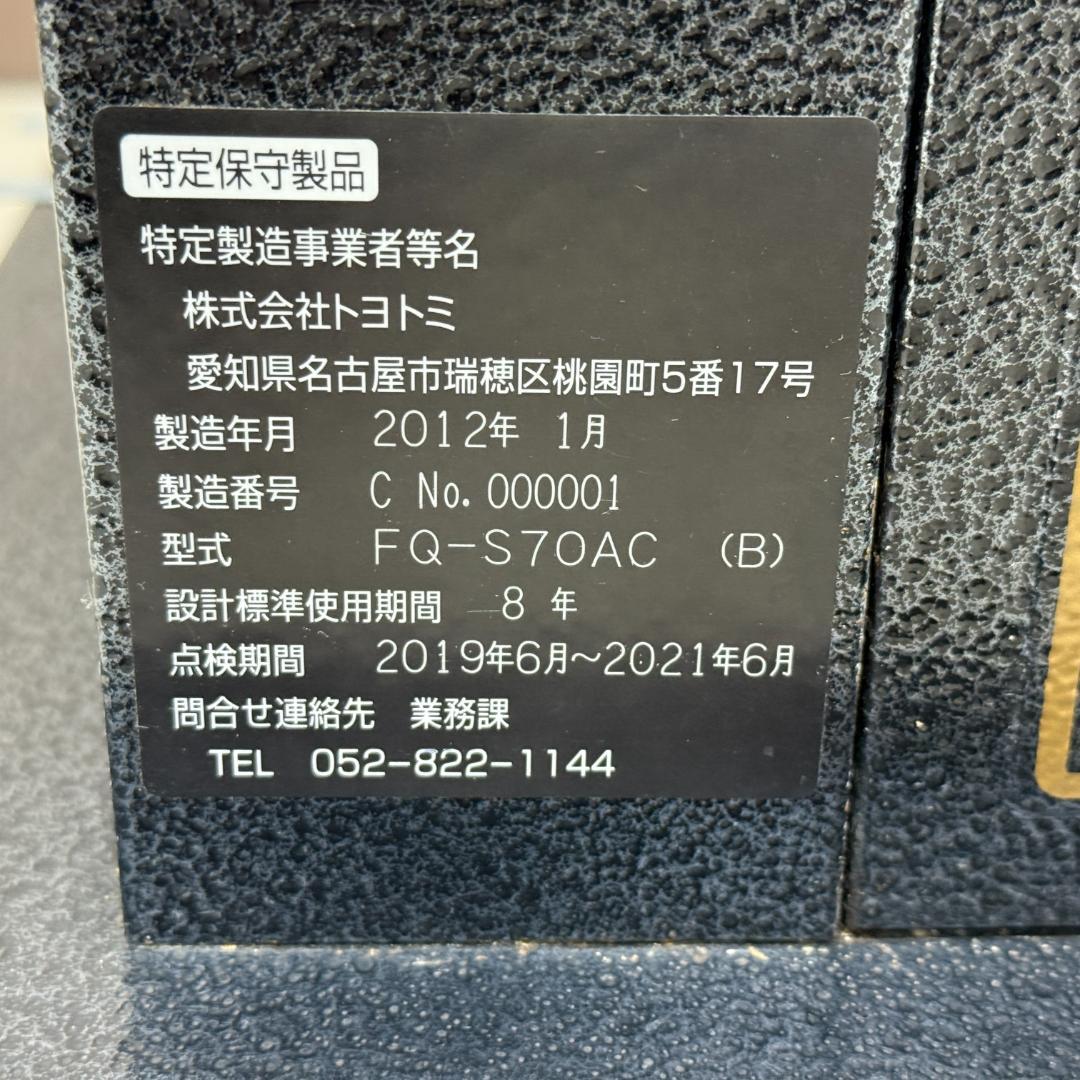 特定保守製品
特定製造事業者等名
株式会社トヨトミ
愛知県名古屋市瑞穂区桃園町5番17号
製造年月 2012年 1月
製造番号 C No.000001
型式 FQ-S70AC (B)
設計標準使用期間 8 年
点検期間 2019年6月~2021年6月
問合せ連絡先 業務課
TEL 052-822-1144